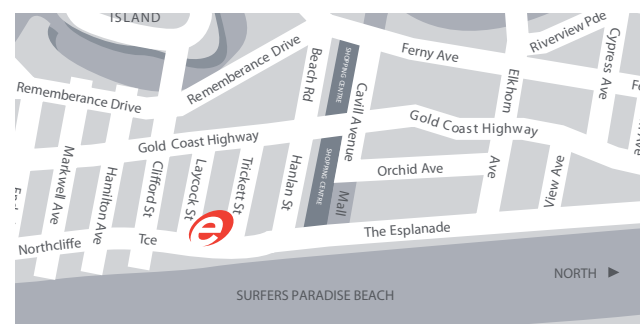 ISLAND
Riverview Pde
Cypress Ave
Ferny Ave
Rememberance Drive
Beach Rd
SHOPPING CENTRE
Cavill Avenue
Elkhorn
Ave
Rememberance Drive
Gold Coast Highway
Gold Coast Highway
Markwell Ave
Hamilton Ave
Clifford St
Laycock St
Trickett St
Hanlan St
SHOPPING CENTRE
Mall
Orchid Ave
View Ave
e
Northcliffe
Tce
The Esplanade
NORTH
SURFERS PARADISE BEACH